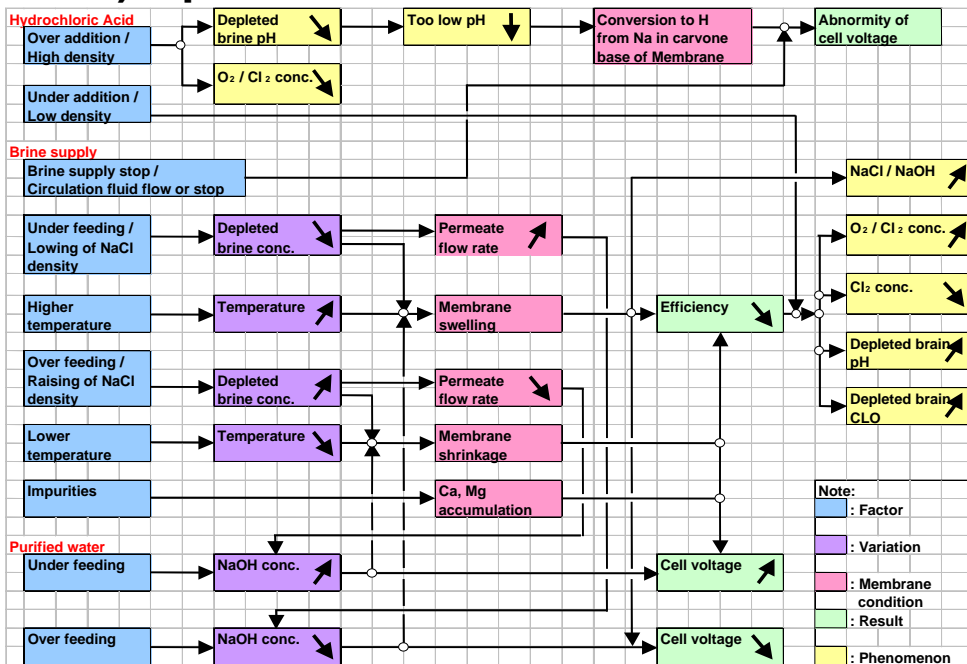 Hydrochloric Acid
Over addition /
High density
Depleted
brine pH
Too low pH
Conversion to H
from Na in carvone
base of Membrane
Abnormity of
cell voltage
O₂ / Cl ₂ conc.
Under addition /
Low density
Brine supply
Brine supply stop /
Circulation fluid flow or stop
NaCl / NaOH
Under feeding /
Lowing of NaCl
density
Depleted
brine conc.
Permeate
flow rate
O₂ / Cl ₂ conc.
Higher
temperature
Temperature
Membrane
swelling
Efficiency
Cl₂ conc.
Over feeding /
Raising of NaCl
density
Depleted
brine conc.
Permeate
flow rate
Depleted brain
pH
Depleted brain
CLO
Lower
temperature
Temperature
Membrane
shrinkage
Impurities
Ca, Mg
accumulation
Purified water
Under feeding
NaOH conc.
Cell voltage
Over feeding
NaOH conc.
Cell voltage
Note:
: Factor
: Variation
: Membrane
condition
: Result
: Phenomenon